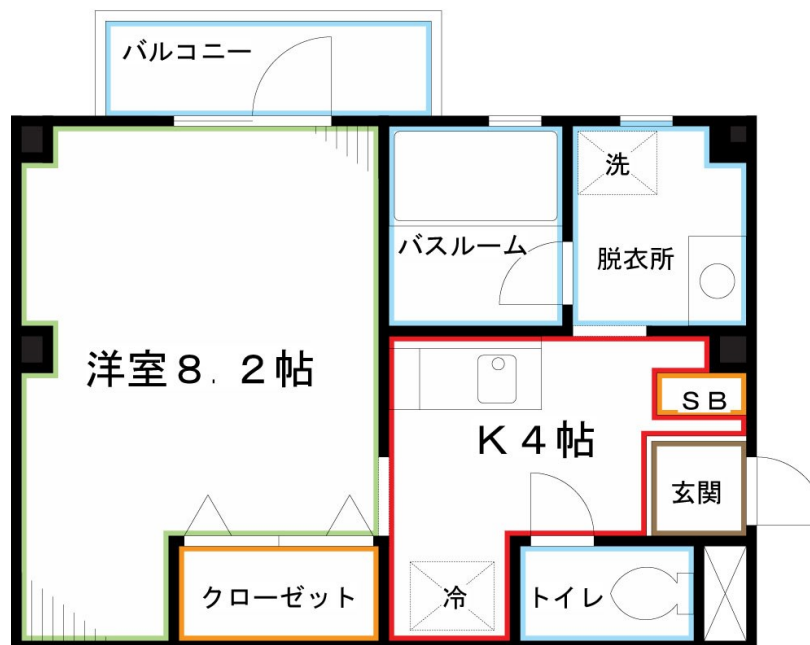 バルコニー
洗
バスルーム
脱衣所
洋室8.2帖
SB
K4帖
玄関
クローゼット
冷
トイレ